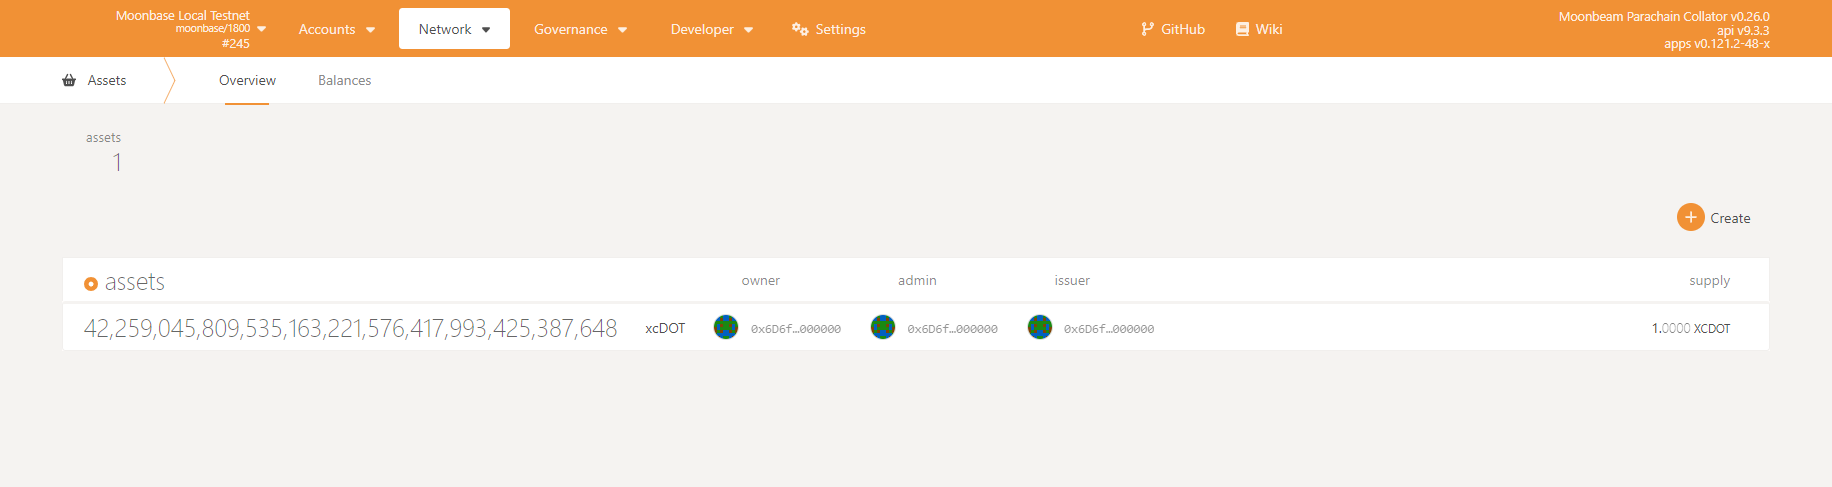 Moonbase Local Testnet
moonbase/1800
#245
Accounts
Network
Governance
Developer
Settings
GitHub
Wiki
Moonbeam Parachain Collator v0.26.0
api v9.3.3
apps v0.121.2-48-x
Assets
Overview
Balances
assets
1
Create
assets owner admin issuer supply
42,259,045,809,535,163,221,576,417,993,425,387,648 xcDOT 0x6D6f…000000 0x6D6f…000000 0x6D6f…000000 1.0000 XCDOT